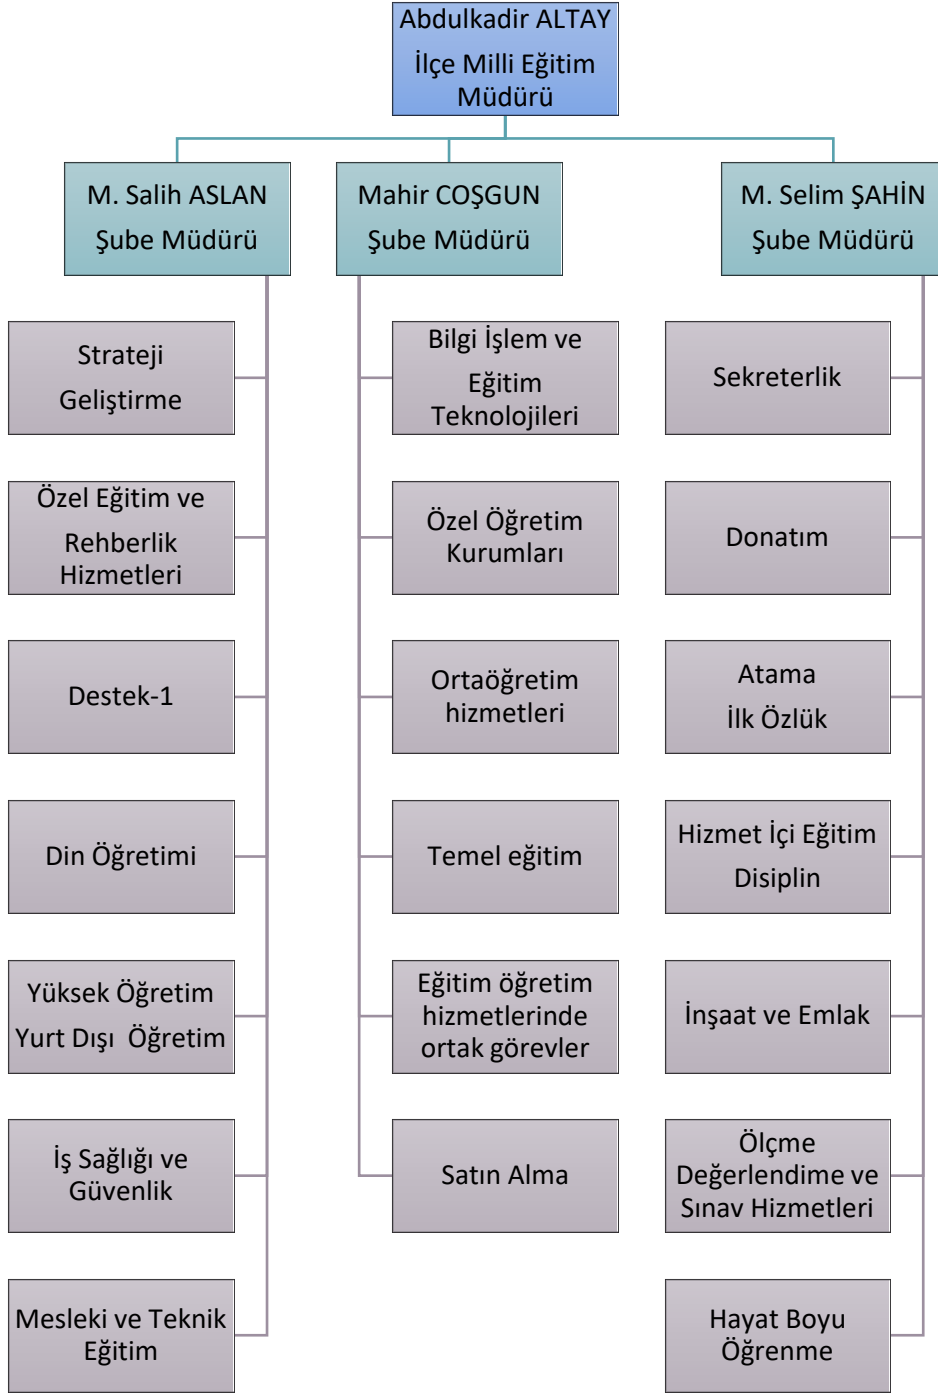 Abdulkadir ALTAY
İlçe Milli Eğitim
Müdürü
M. Salih ASLAN
Şube Müdürü
Mahir COŞGUN
Şube Müdürü
M. Selim ŞAHİN
Şube Müdürü
Strateji
Geliştirme
Özel Eğitim ve
Rehberlik
Hizmetleri
Destek-1
Din Öğretimi
Yüksek Öğretim
Yurt Dışı Öğretim
İş Sağlığı ve
Güvenlik
Mesleki ve Teknik
Eğitim
Bilgi İşlem ve
Eğitim
Teknolojileri
Özel Öğretim
Kurumları
Ortaöğretim
hizmetleri
Temel eğitim
Eğitim öğretim
hizmetlerinde
ortak görevler
Satın Alma
Sekreterlik
Donatım
Atama
İlk Özlük
Hizmet İçi Eğitim
Disiplin
İnşaat ve Emlak
Ölçme
Değerlendime ve
Sınav Hizmetleri
Hayat Boyu
Öğrenme